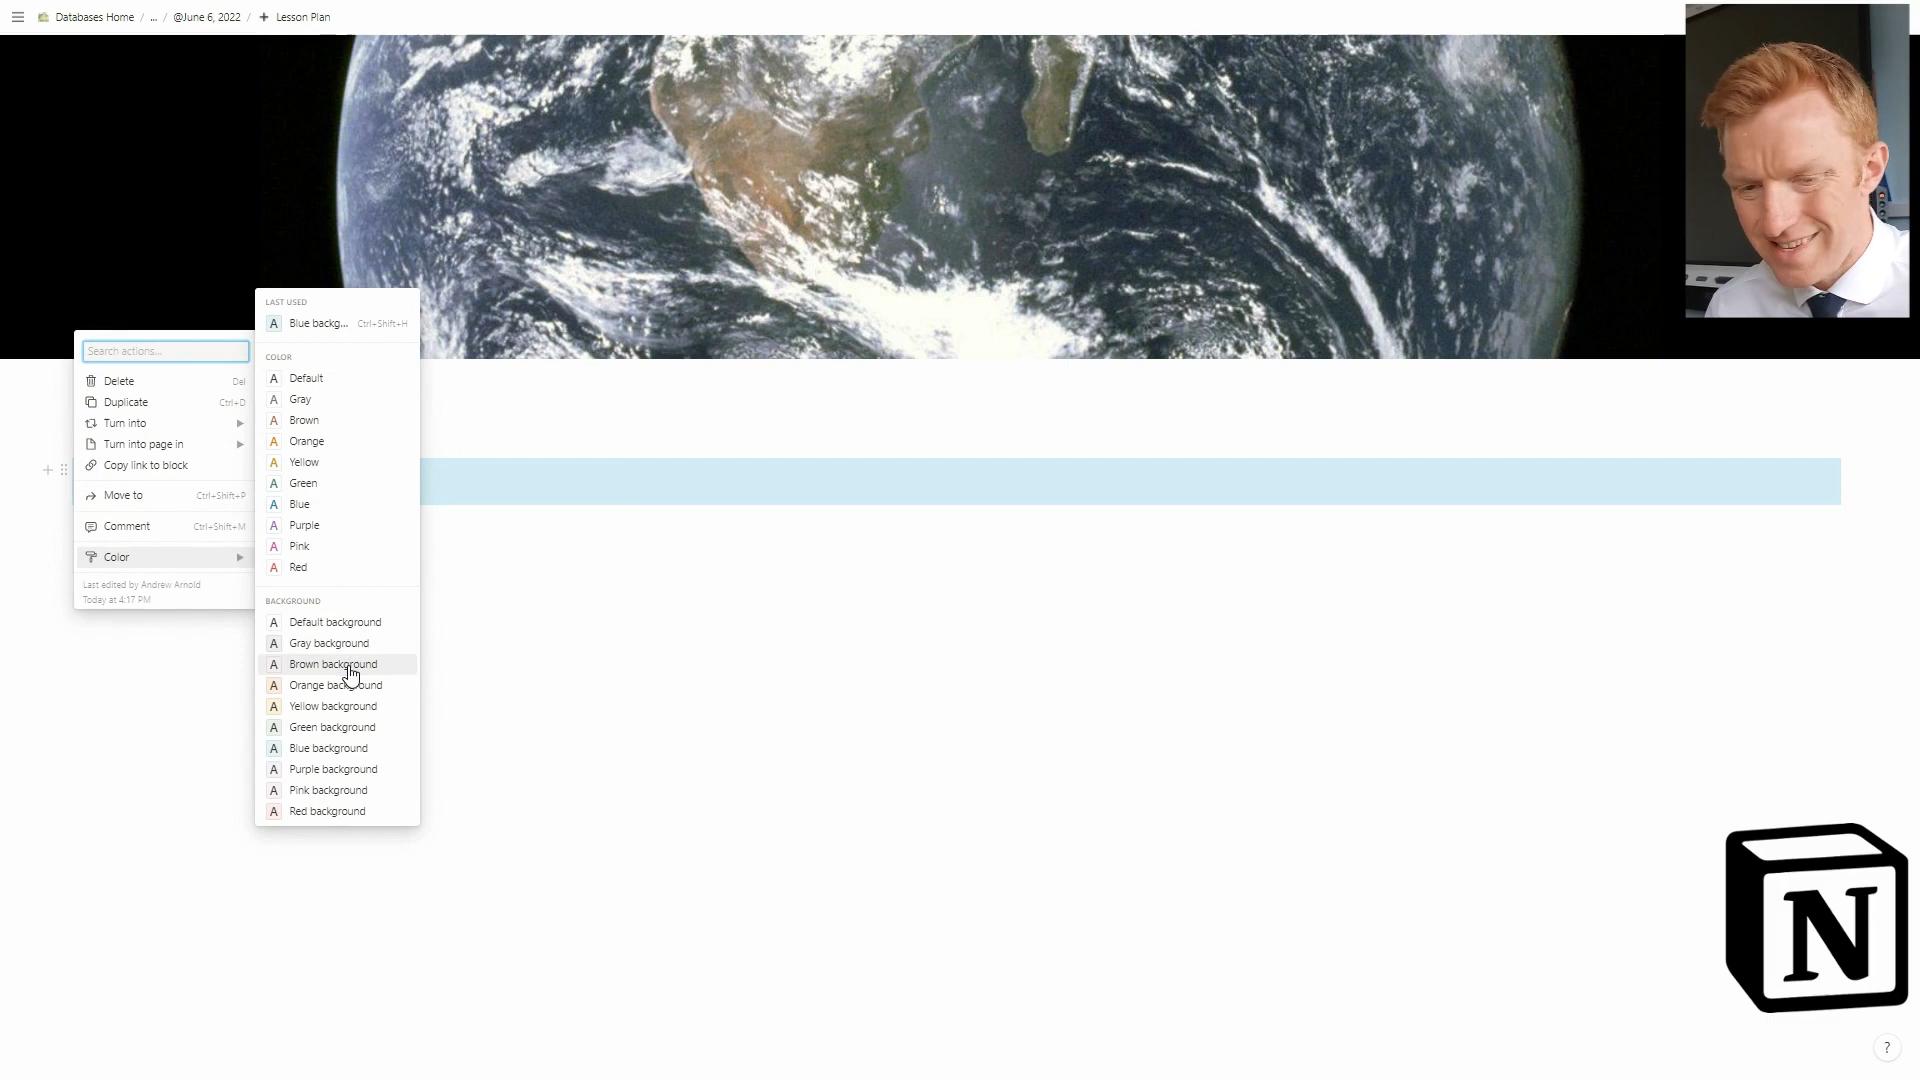 Databases Home / ... / @June 6, 2022 / Lesson Plan
Search actions...
Delete Del
Duplicate Ctrl+D
Turn into
Turn into page in
Copy link to block
Move to Ctrl+Shift+P
Comment Ctrl+Shift+M
Color
Last edited by Andrew Arnold
Today at 4:17 PM
LAST USED
A Blue backg... Ctrl+Shift+H
COLOR
A Default
A Gray
A Brown
A Orange
A Yellow
A Green
A Blue
A Purple
A Pink
A Red
BACKGROUND
A Default background
A Gray background
A Brown background
A Orange background
A Yellow background
A Green background
A Blue background
A Purple background
A Pink background
A Red background
N
?